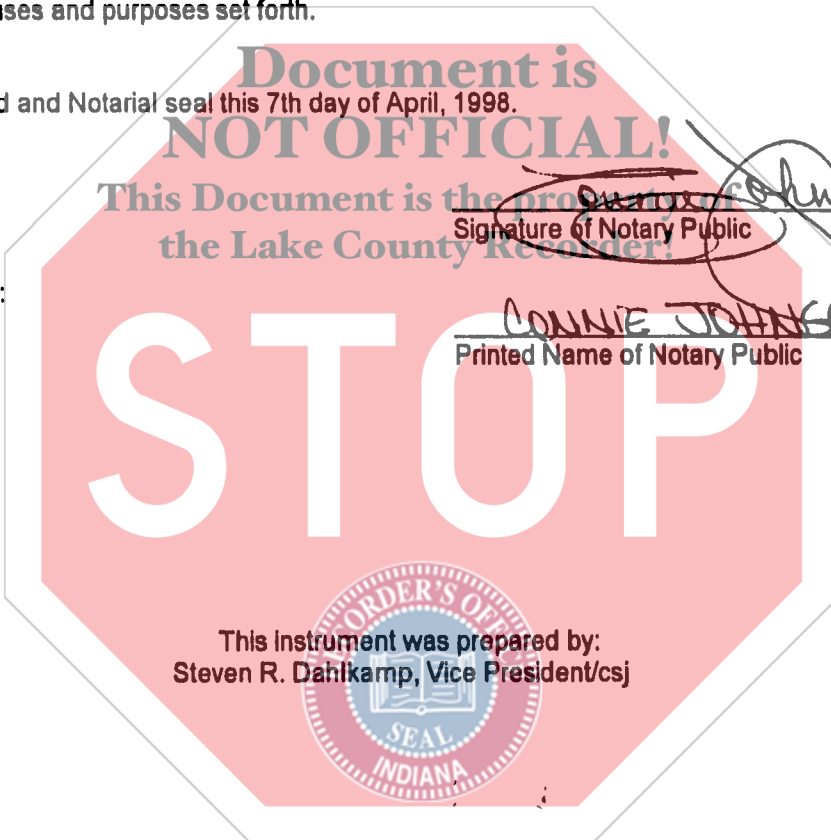 uses and purposes set forth.
Document is
d and Notarial seal this 7th day of April, 1998.
NOT OFFICIAL!
This Document is the property of
the Lake County Recorder!
Signature of Notary Public
:
CONNIE JOHNS
Printed Name of Notary Public
STOP
RECORDER'S OFFICE
This instrument was prepared by:
Steven R. Dahlkamp, Vice President/csj
SEAL
INDIANA